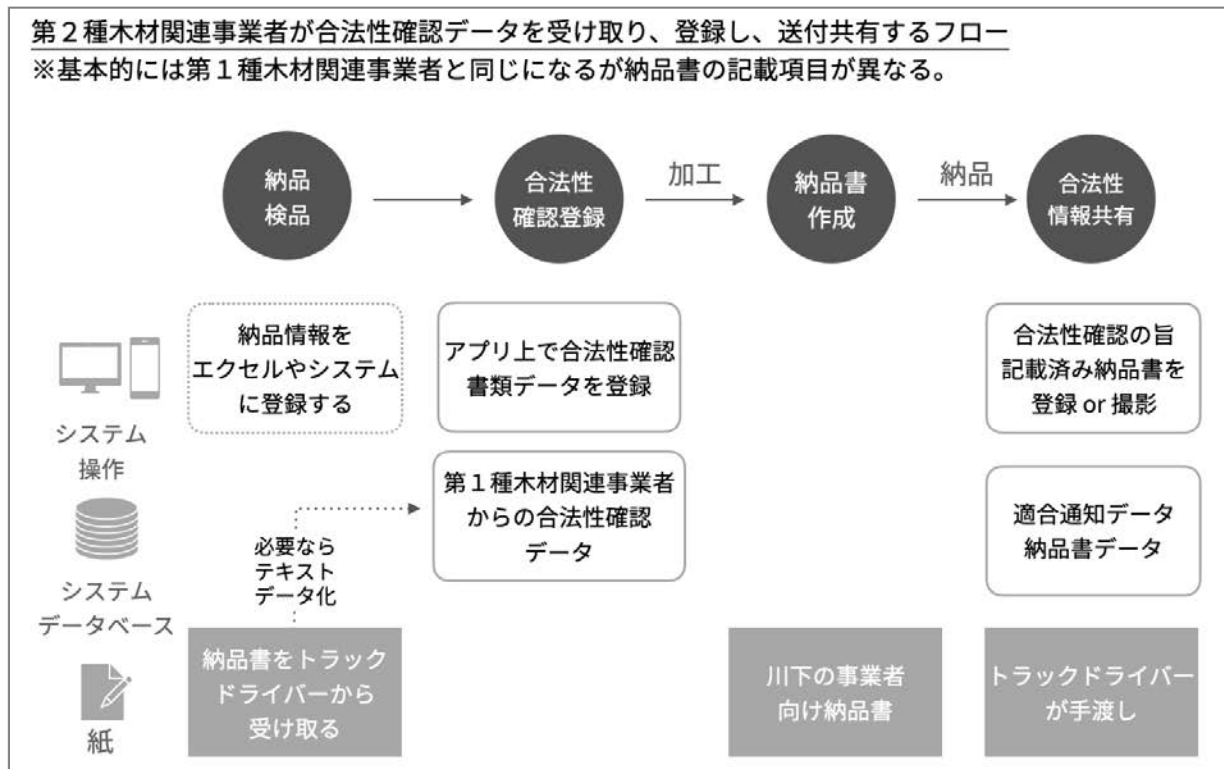 第２種木材関連事業者が合法性確認データを受け取り、登録し、送付共有するフロー
※基本的には第１種木材関連事業者と同じになるが納品書の記載項目が異なる。
納品
検品
合法性
確認登録
加工
納品書
作成
納品
合法性
情報共有
システム
操作
納品情報を
エクセルやシステム
に登録する
アプリ上で合法性確認
書類データを登録
合法性確認の旨
記載済み納品書を
登録 or 撮影
システム
データベース
必要なら
テキスト
データ化
第１種木材関連事業者
からの合法性確認
データ
適合通知データ
納品書データ
紙
納品書をトラック
ドライバーから
受け取る
川下の事業者
向け納品書
トラックドライバー
が手渡し